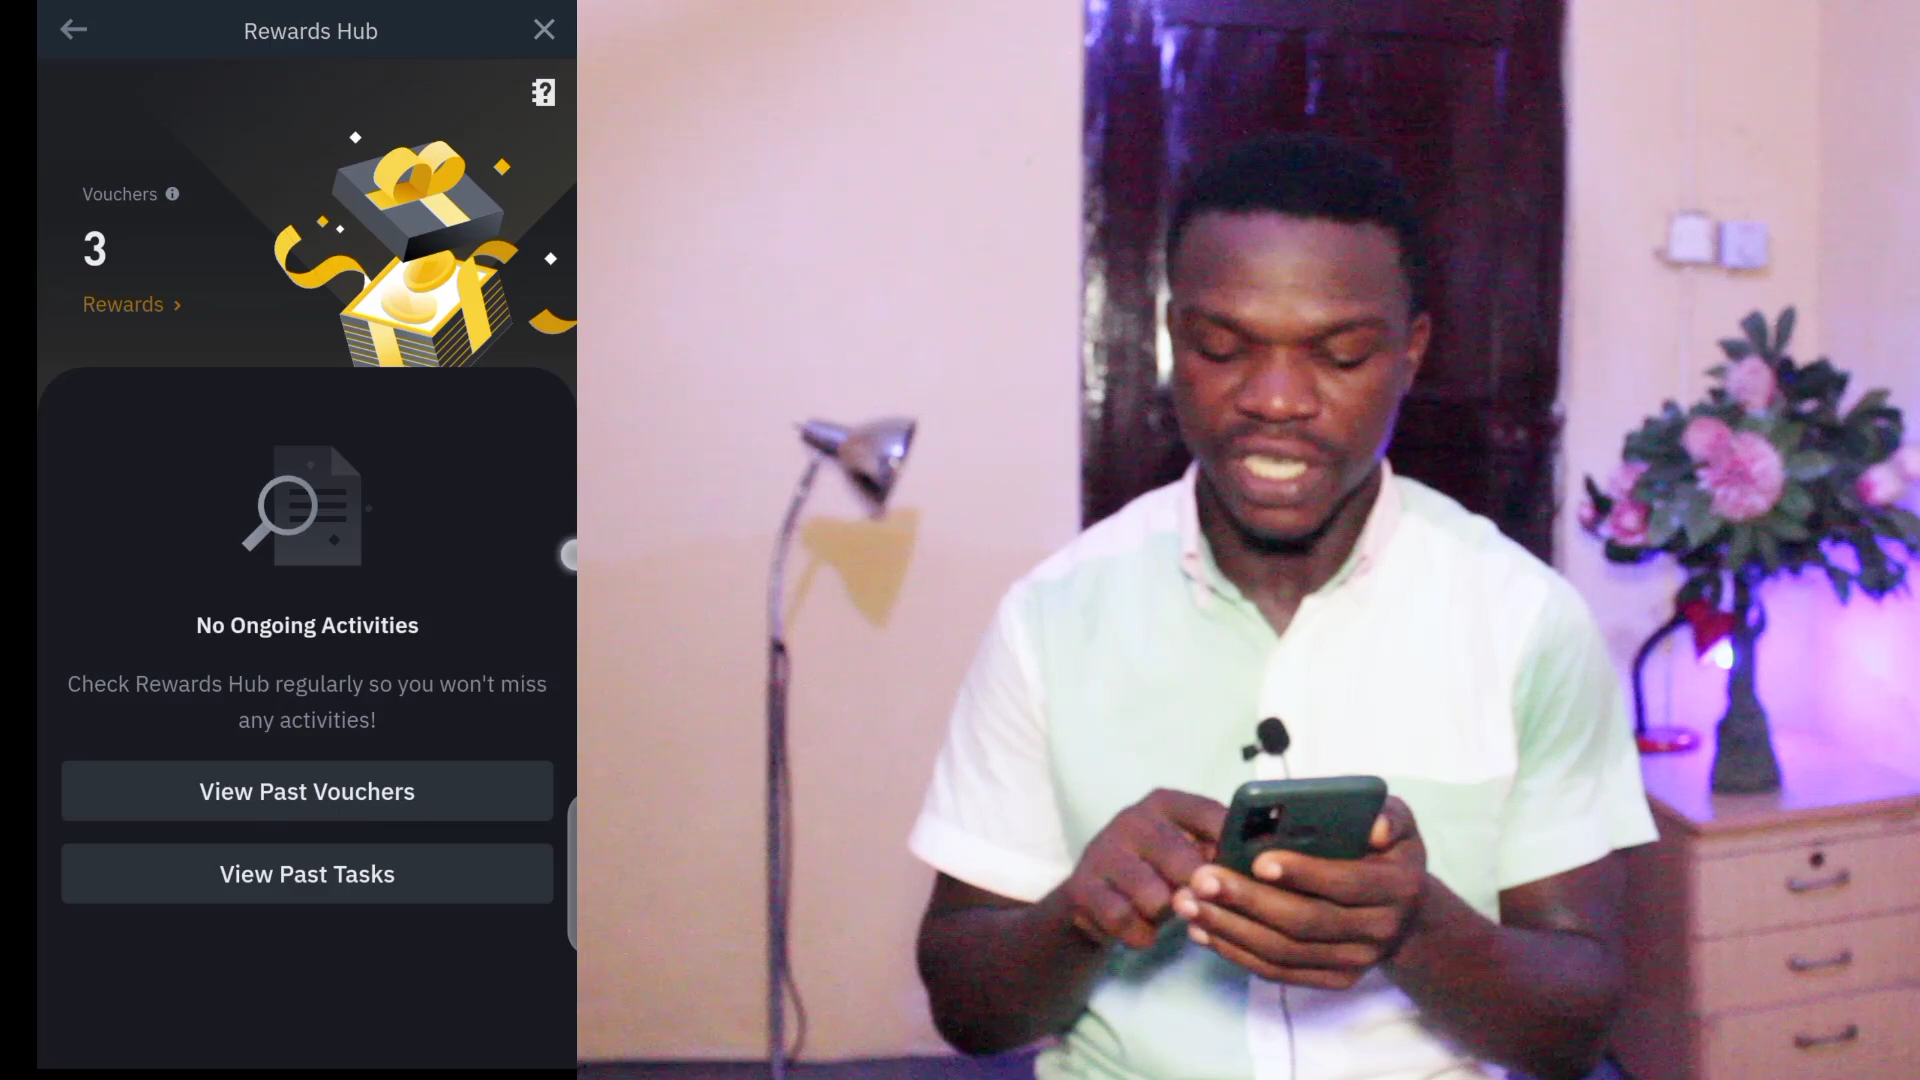 Rewards Hub
Vouchers
3
Rewards
No Ongoing Activities
Check Rewards Hub regularly so you won't miss
any activities!
View Past Vouchers
View Past Tasks